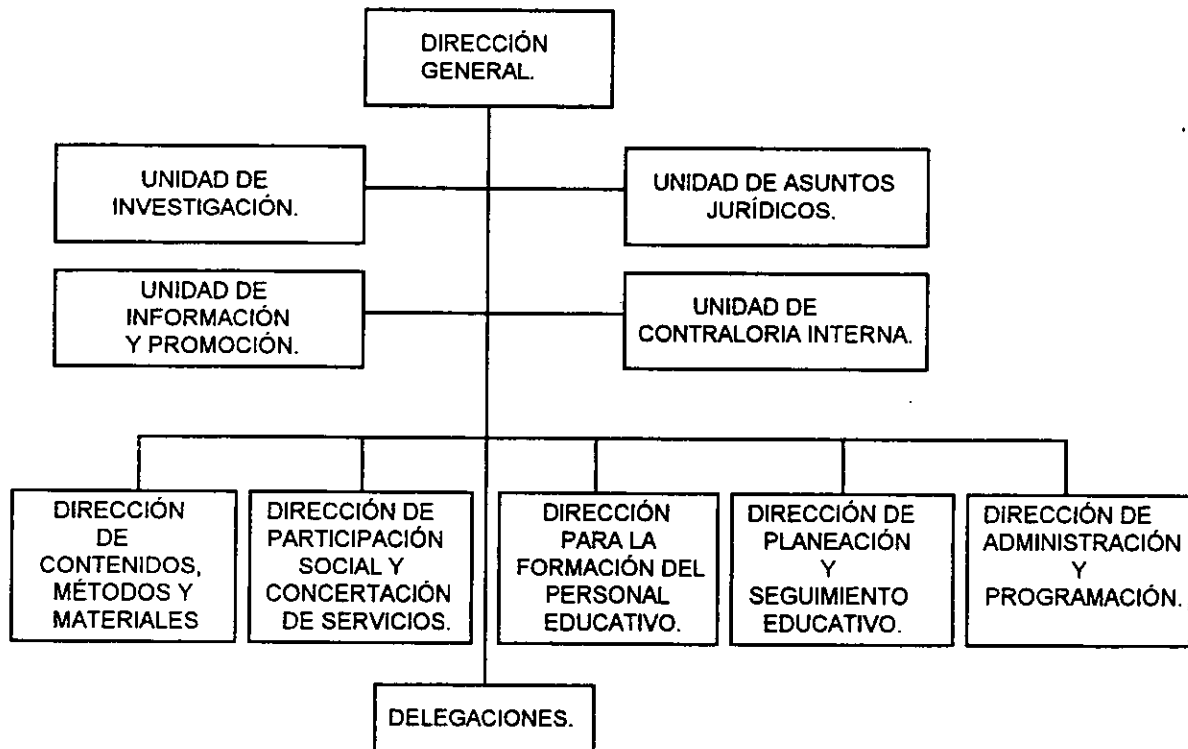 DIRECCIÓN
GENERAL.
UNIDAD DE
INVESTIGACIÓN.
UNIDAD DE ASUNTOS
JURÍDICOS.
UNIDAD DE
INFORMACIÓN
Y PROMOCIÓN.
UNIDAD DE
CONTRALORIA INTERNA.
DIRECCIÓN
DE
CONTENIDOS,
MÉTODOS Y
MATERIALES
DIRECCIÓN DE
PARTICIPACIÓN
SOCIAL Y
CONCERTACIÓN
DE SERVICIOS.
DIRECCIÓN
PARA LA
FORMACIÓN DEL
PERSONAL
EDUCATIVO.
DIRECCIÓN DE
PLANEACIÓN
Y
SEGUIMIENTO
EDUCATIVO.
DIRECCIÓN DE
ADMINISTRACIÓN
Y
PROGRAMACIÓN.
DELEGACIONES.